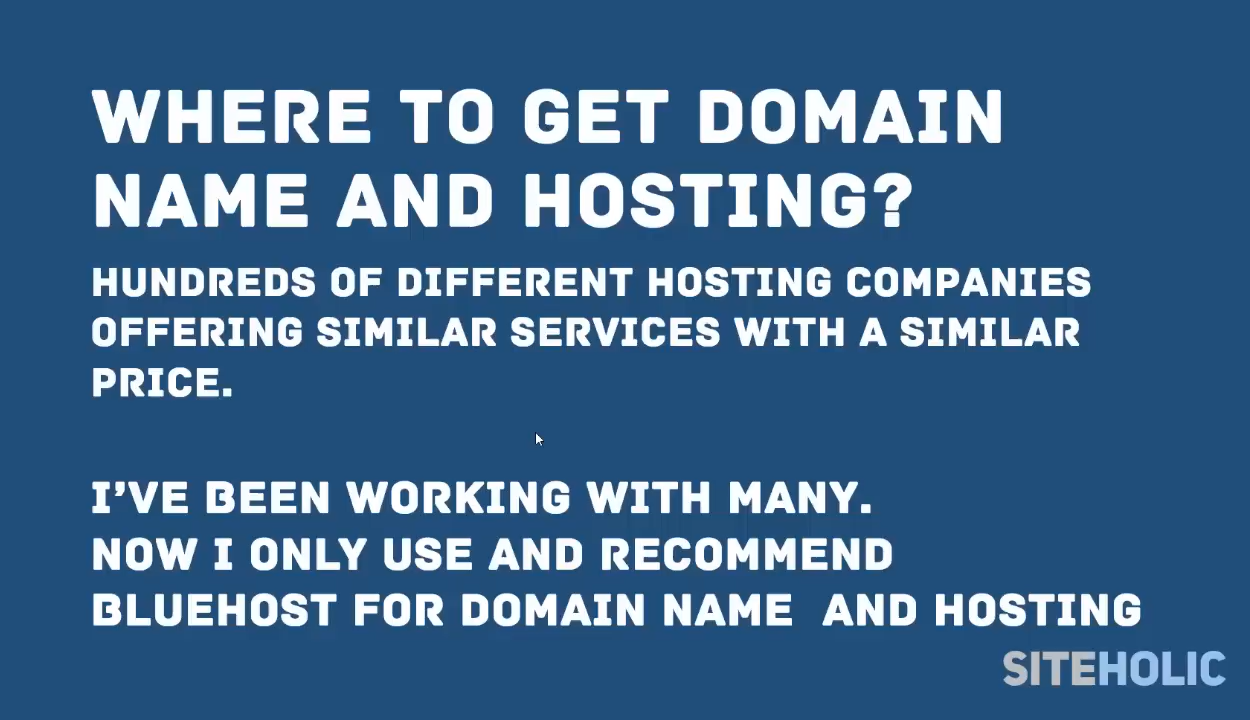 WHERE TO GET DOMAIN
NAME AND HOSTING?
HUNDREDS OF DIFFERENT HOSTING COMPANIES
OFFERING SIMILAR SERVICES WITH A SIMILAR
PRICE.
I'VE BEEN WORKING WITH MANY.
NOW I ONLY USE AND RECOMMEND
BLUEHOST FOR DOMAIN NAME  AND HOSTING
SITEHOLIC